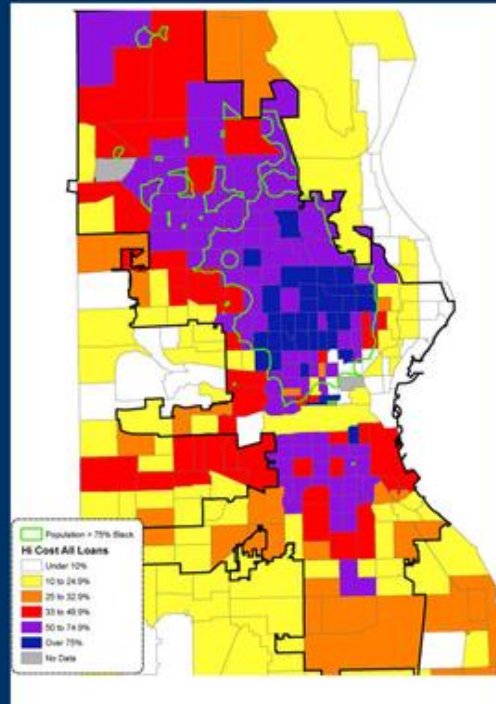 Population > 75% Black
Hi Cost All Loans
Under 10%
10 to 24.9%
25 to 32.9%
33 to 49.9%
50 to 74.9%
Over 75%
No Data